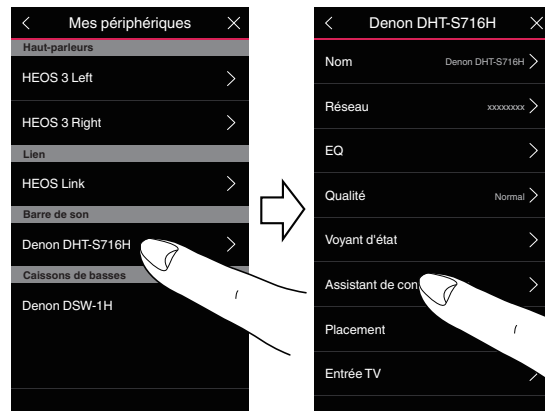 Mes périphériques
Haut-parleurs
HEOS 3 Left
HEOS 3 Right
Lien
HEOS Link
Barre de son
Denon DHT-S716H
Caissons de basses
Denon DSW-1H
Denon DHT-S716H
Nom Denon DHT-S716H
Réseau xxxxxxxx
EQ
Qualité Normal
Voyant d'état
Assistant de con
Placement
Entrée TV